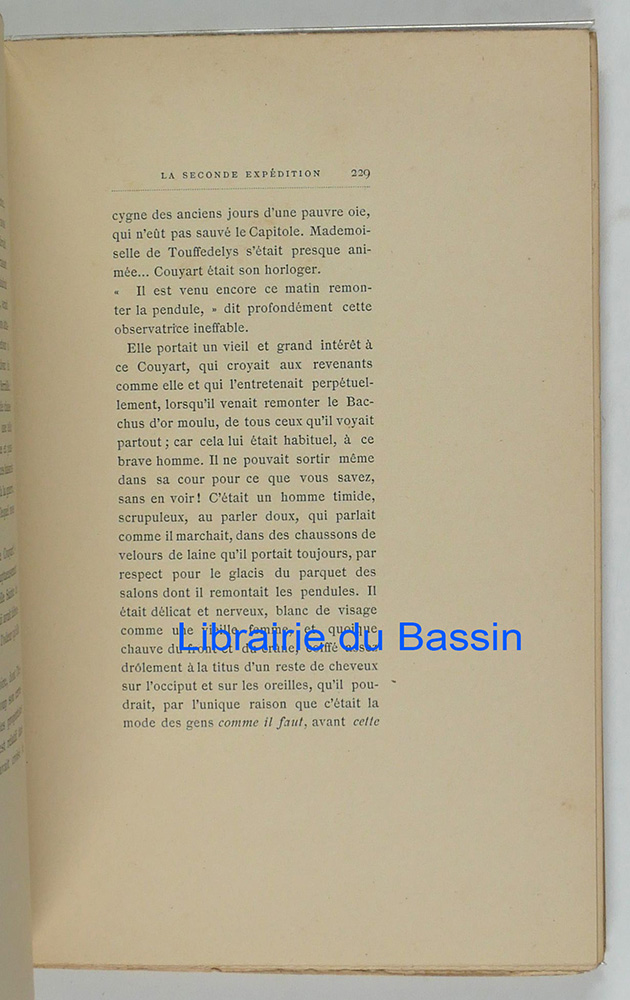 LA SECONDE EXPÉDITION 229
cygne des anciens jours d'une pauvre oie,
qui n'eût pas sauvé le Capitole. Mademoi-
selle de Touffedelys s'était presque ani-
mée... Couyart était son horloger.
« Il est venu encore ce matin remon-
ter la pendule, » dit profondément cette
observatrice ineffable.
Elle portait un vieil et grand intérêt à
ce Couyart, qui croyait aux revenants
comme elle et qui l'entretenait perpétuel-
lement, lorsqu'il venait remonter le Bac-
chus d'or moulu, de tous ceux qu'il voyait
partout ; car cela lui était habituel, à ce
brave homme. Il ne pouvait sortir même
dans sa cour pour ce que vous savez,
sans en voir! C'était un homme timide,
scrupuleux, au parler doux, qui parlait
comme il marchait, dans des chaussons de
velours de laine qu'il portait toujours, par
respect pour le glacis du parquet des
salons dont il remontait les pendules. Il
était délicat et nerveux, blanc de visage
comme une vieille femme, et, quoique
chauve du front et du crâne, coiffé assez
Librairie du Bassin
drôlement à la titus d'un reste de cheveux
sur l'occiput et sur les oreilles, qu'il pou-
drait, par l'unique raison que c'était la
mode des gens comme il faut, avant cette